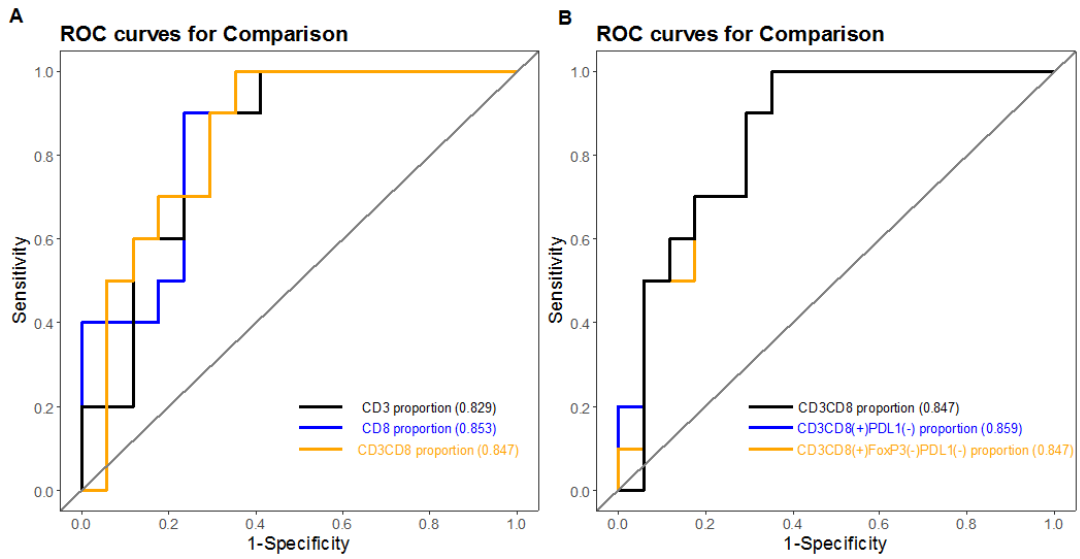 A
ROC curves for Comparison
1.0
0.8
0.6
0.4
0.2
0.0
Sensitivity
CD3 proportion (0.829)
CD8 proportion (0.853)
CD3CD8 proportion (0.847)
0.0 0.2 0.4 0.6 0.8 1.0
1-Specificity
B
ROC curves for Comparison
1.0
0.8
0.6
0.4
0.2
0.0
Sensitivity
CD3CD8 proportion (0.847)
CD3CD8(+)PDL1(-) proportion (0.859)
CD3CD8(+)FoxP3(-)PDL1(-) proportion (0.847)
0.0 0.2 0.4 0.6 0.8 1.0
1-Specificity